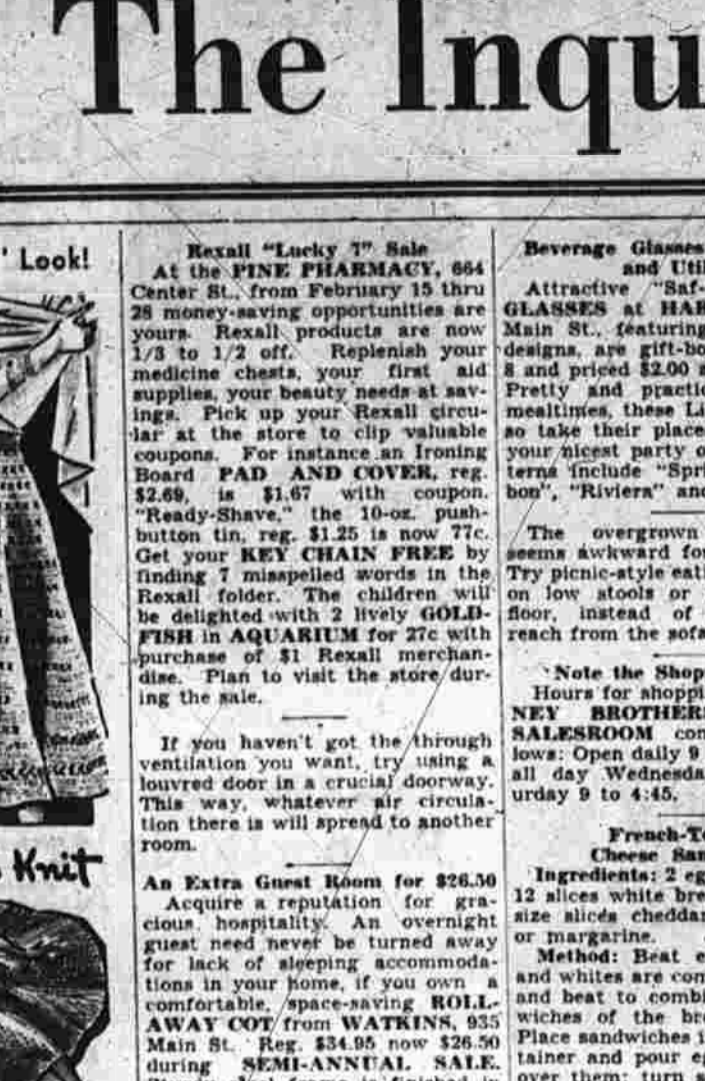 The Inqu
' Look!
Knit
Rexall "Lucky 7" Sale
At the PINE PHARMACY, 664
Center St., from February 15 thru
28 money-saving opportunities are
yours. Rexall products are now
1/3 to 1/2 off. Replenish your
medicine chests, your first aid
supplies, your beauty needs at sav-
ings. Pick up your Rexall circu-
lar at the store to clip valuable
coupons. For instance an Ironing
Board PAD AND COVER, reg.
$2.69, is $1.67 with coupon.
"Ready-Shave," the 10-oz. push-
button tin, reg. $1.25 is now 77c.
Get your KEY CHAIN FREE by
finding 7 misspelled words in the
Rexall folder. The children will
be delighted with 2 lively GOLD-
FISH in AQUARIUM for 27c with
purchase of $1 Rexall merchan-
dise. Plan to visit the store dur-
ing the sale.
If you haven't got the through
ventilation you want, try using a
louvred door in a crucial doorway.
This way, whatever air circula-
tion there is will spread to another
room.
An Extra Guest Room for $26.50
Acquire a reputation for gra-
cious hospitality. An overnight
guest need never be turned away
for lack of sleeping accommoda-
tions in your home, if you own a
comfortable, space-saving ROLL-
AWAY COT from WATKINS, 935
Main St. Reg. $34.95 now $26.50
during SEMI-ANNUAL SALE.
Beverage Glasses
and Util
Attractive "Saf-
GLASSES at HAR
Main St., featuring
designs, are gift-bo
8 and priced $2.00 a
Pretty and practic
mealtimes, these Li
so take their place
your nicest party o
terns include "Spri
bon", "Riviera" and
The overgrown
seems awkward for
Try picnic-style eati
on low stools or
floor, instead of
reach from the sofa
Note the Shop
Hours for shoppi
NEY BROTHERS
SALESROOM con
lows: Open daily 9
all day Wednesda
urday 9 to 4:45.
French-To
Cheese San
Ingredients: 2 eg
12 slices white bre
size slices cheddar
or margarine.
Method: Beat e
and whites are com
and beat to combi
wiches of the bre
Place sandwiches i
tainer and pour eg
over them; turn s